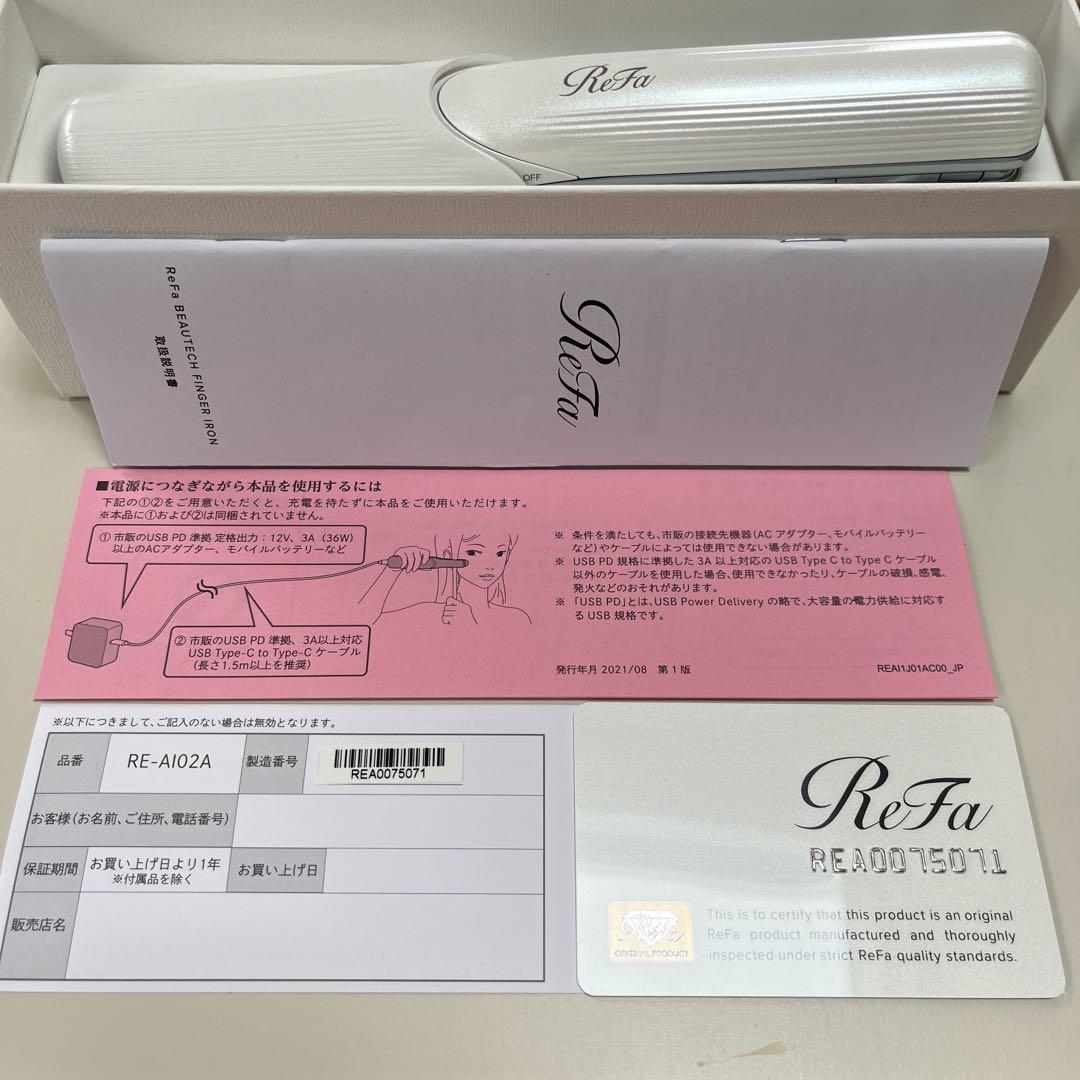 ReFa
OFF
ReFa BEAUTECH FINGER IRON
取扱説明書
ReFa
■電源につなぎながら本品を使用するには
下記の①②をご用意いただくと、充電を待たずに本品をご使用いただけます。
※本品に①および②は同梱されていません。
① 市販のUSB PD 準拠 定格出力：12V、3A（36W）
以上のACアダプター、モバイルバッテリーなど
② 市販のUSB PD 準拠、3A以上対応
USB Type-C to Type-C ケーブル
（長さ1.5m以上を推奨）
※ 条件を満たしても、市販の接続先機器（AC アダプター、モバイルバッテリー
など）やケーブルによっては使用できない場合があります。
※ USB PD 規格に準拠した 3A 以上対応の USB Type C to Type C ケーブル
以外のケーブルを使用した場合、使用できなかったり、ケーブルの破損、感電、
発火などのおそれがあります。
※ 「USB PD」とは、USB Power Delivery の略で、大容量の電力供給に対応す
る USB 規格です。
発行年月 2021/08 第1版
REAI1J01AC00_JP
※以下につきまして、ご記入のない場合は無効となります。
品番
RE-AI02A
製造番号
REA0075071
お客様（お名前、ご住所、電話番号）
保証期間
お買い上げ日より1年
※付属品を除く
お買い上げ日
販売店名
ReFa
REA0075071
ReFa
ORIGINAL PRODUCT
This is to certify that this product is an original
ReFa product manufactured and thoroughly
inspected under strict ReFa quality standards.